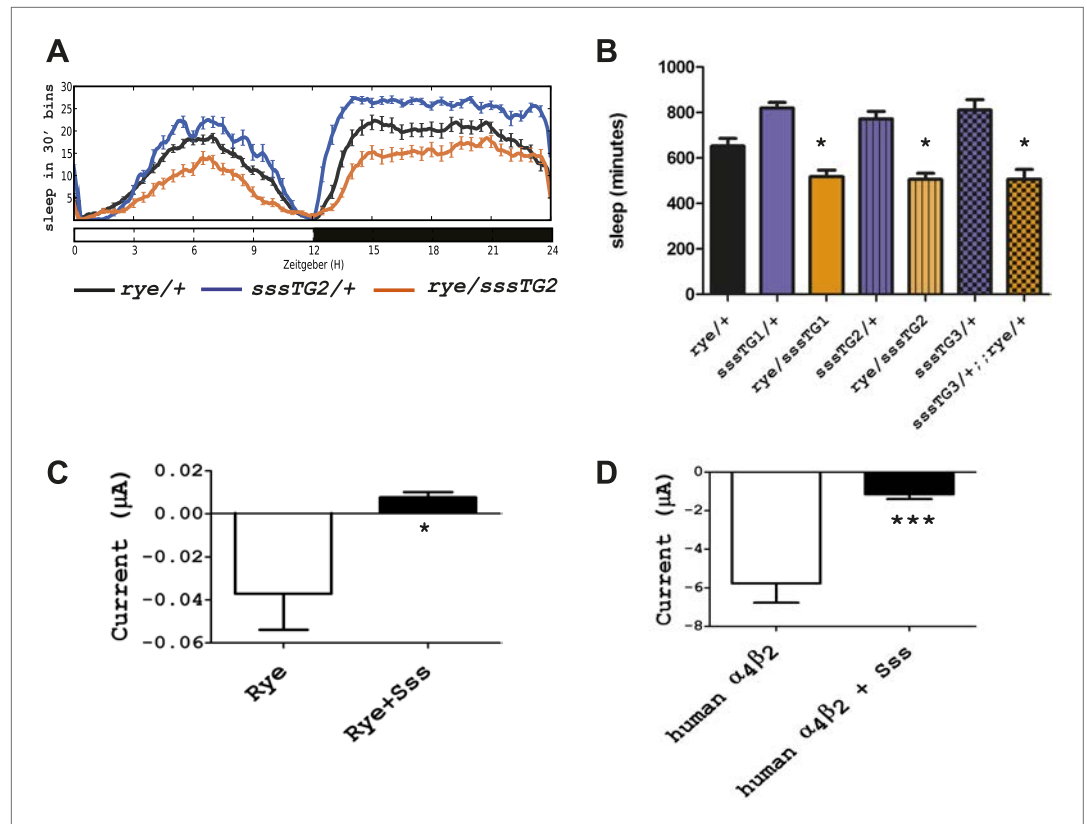 A
sleep in 30' bins
30
25
20
15
10
5
0 3 6 9 12 15 18 21 24
Zeitgeber (H)
rye/+ sssTG2/+ rye/sssTG2
B
sleep (minutes)
1000
800
600
400
200
0
* * *
rye/+
sssTG1/+
rye/sssTG1
sssTG2/+
rye/sssTG2
sssTG3/+
sssTG3/+;;rye/+
C
Current (µA)
0.02
0.00
-0.02
-0.04
-0.06
*
Rye
Rye+Sss
D
Current (µA)
0
-2
-4
-6
-8
***
human α4β2
human α4β2 + Sss